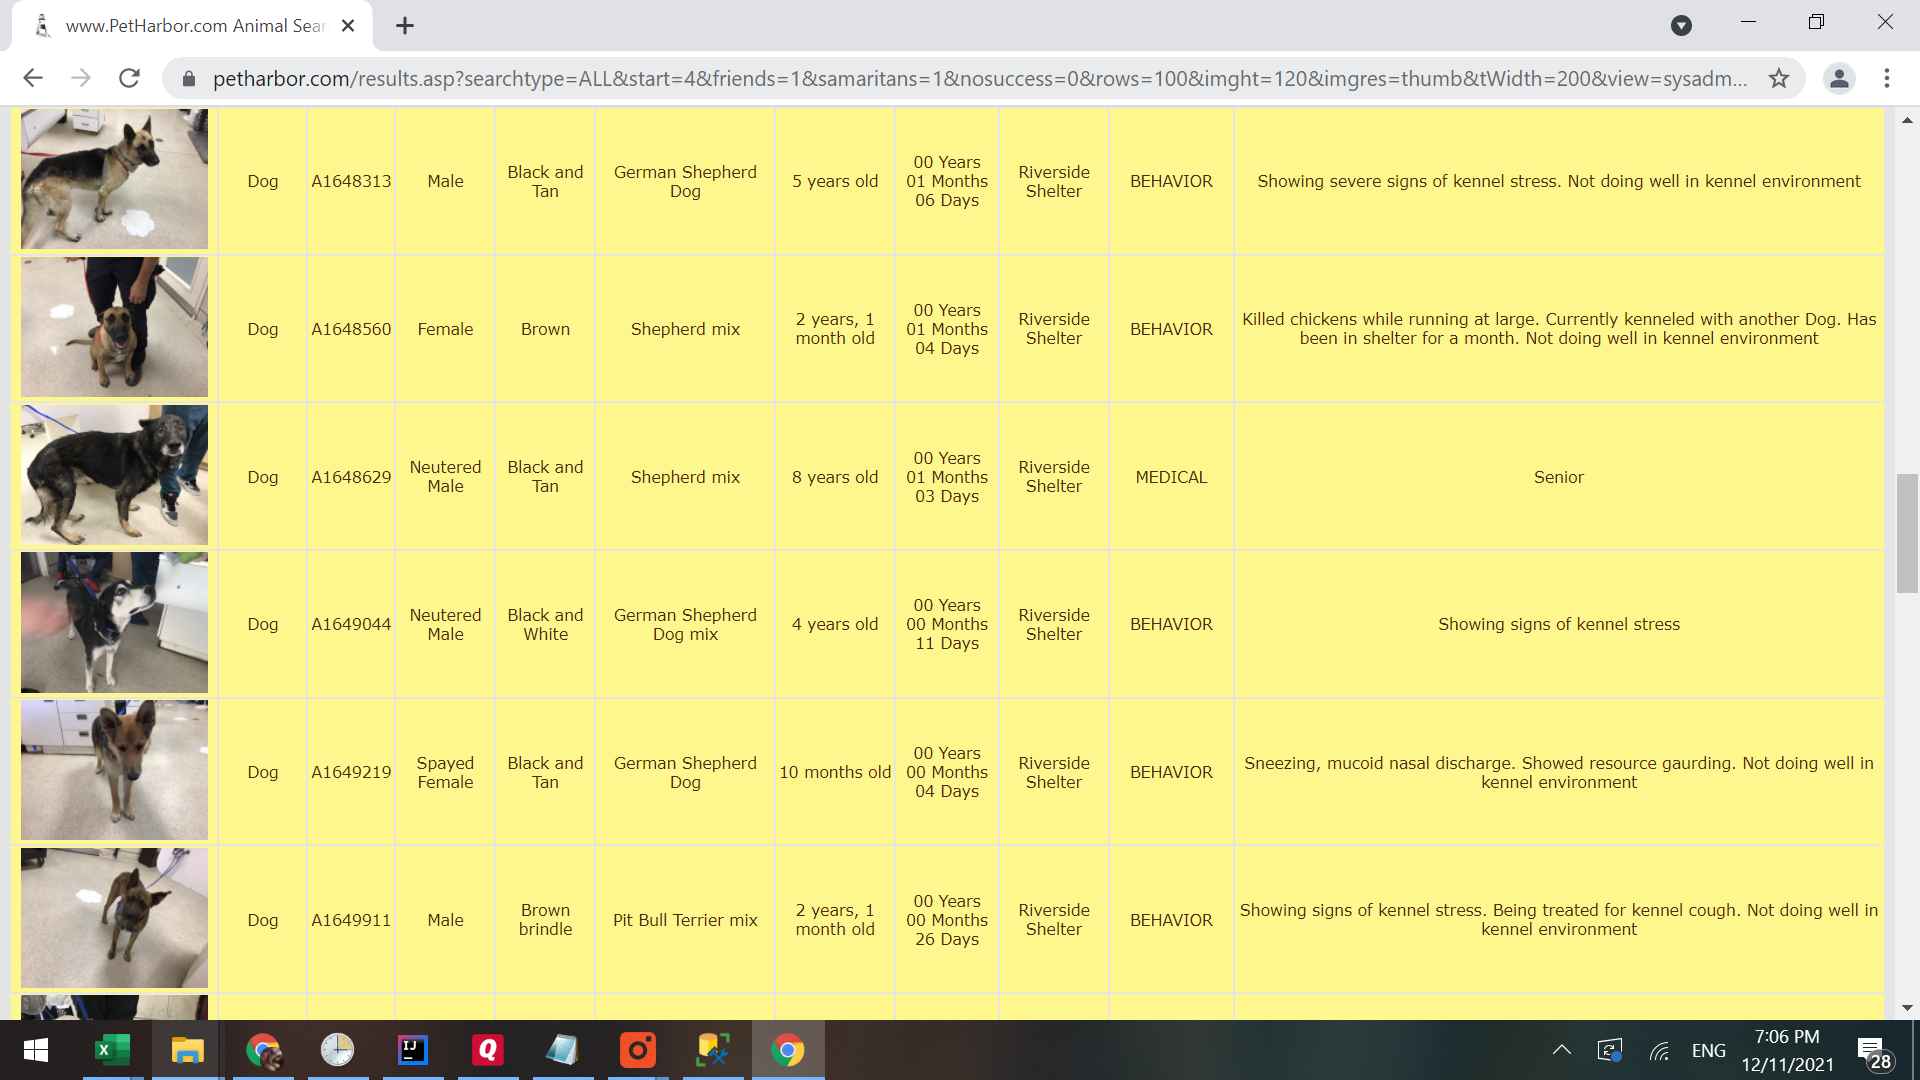 www.PetHarbor.com Animal Sear
petharbor.com/results.asp?searchtype=ALL&start=4&friends=1&samaritans=1&nosuccess=0&rows=100&imght=120&imgres=thumb&tWidth=200&view=sysadm...
Dog
A1648313
Male
Black and
Tan
German Shepherd
Dog
5 years old
00 Years
01 Months
06 Days
Riverside
Shelter
BEHAVIOR
Showing severe signs of kennel stress. Not doing well in kennel environment
Dog
A1648560
Female
Brown
Shepherd mix
2 years, 1
month old
00 Years
01 Months
04 Days
Riverside
Shelter
BEHAVIOR
Killed chickens while running at large. Currently kenneled with another Dog. Has
been in shelter for a month. Not doing well in kennel environment
Dog
A1648629
Neutered
Male
Black and
Tan
Shepherd mix
8 years old
00 Years
01 Months
03 Days
Riverside
Shelter
MEDICAL
Senior
Dog
A1649044
Neutered
Male
Black and
White
German Shepherd
Dog mix
4 years old
00 Years
00 Months
11 Days
Riverside
Shelter
BEHAVIOR
Showing signs of kennel stress
Dog
A1649219
Spayed
Female
Black and
Tan
German Shepherd
Dog
10 months old
00 Years
00 Months
04 Days
Riverside
Shelter
BEHAVIOR
Sneezing, mucoid nasal discharge. Showed resource gaurding. Not doing well in
kennel environment
Dog
A1649911
Male
Brown
brindle
Pit Bull Terrier mix
2 years, 1
month old
00 Years
00 Months
26 Days
Riverside
Shelter
BEHAVIOR
Showing signs of kennel stress. Being treated for kennel cough. Not doing well in
kennel environment
X
IJ
Q
ENG
7:06 PM
12/11/2021
28